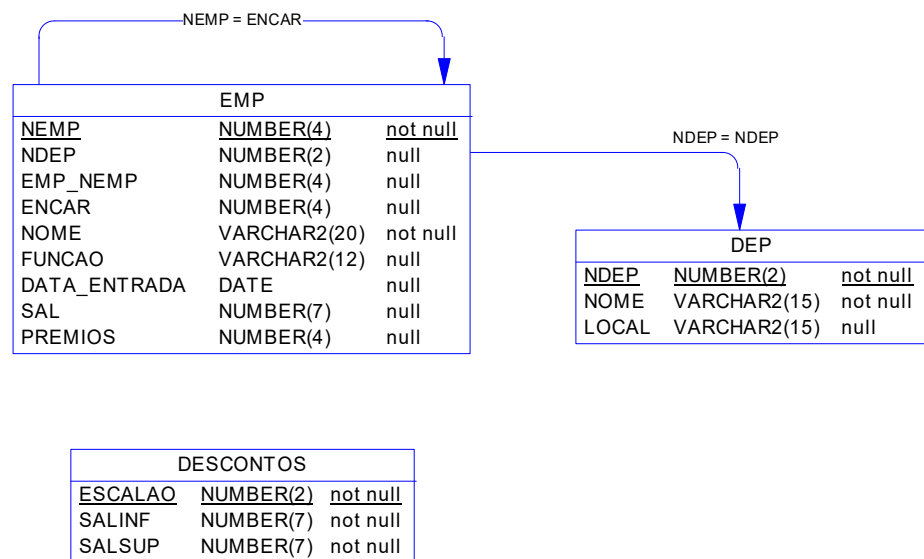 NEMP = ENCAR
EMP
NEMP NUMBER(4) not null
NDEP NUMBER(2) null
EMP_NEMP NUMBER(4) null
ENCAR NUMBER(4) null
NOME VARCHAR2(20) not null
FUNCAO VARCHAR2(12) null
DATA_ENTRADA DATE null
SAL NUMBER(7) null
PREMIOS NUMBER(4) null
NDEP = NDEP
DEP
NDEP NUMBER(2) not null
NOME VARCHAR2(15) not null
LOCAL VARCHAR2(15) null
DESCONTOS
ESCALAO NUMBER(2) not null
SALINF NUMBER(7) not null
SALSUP NUMBER(7) not null